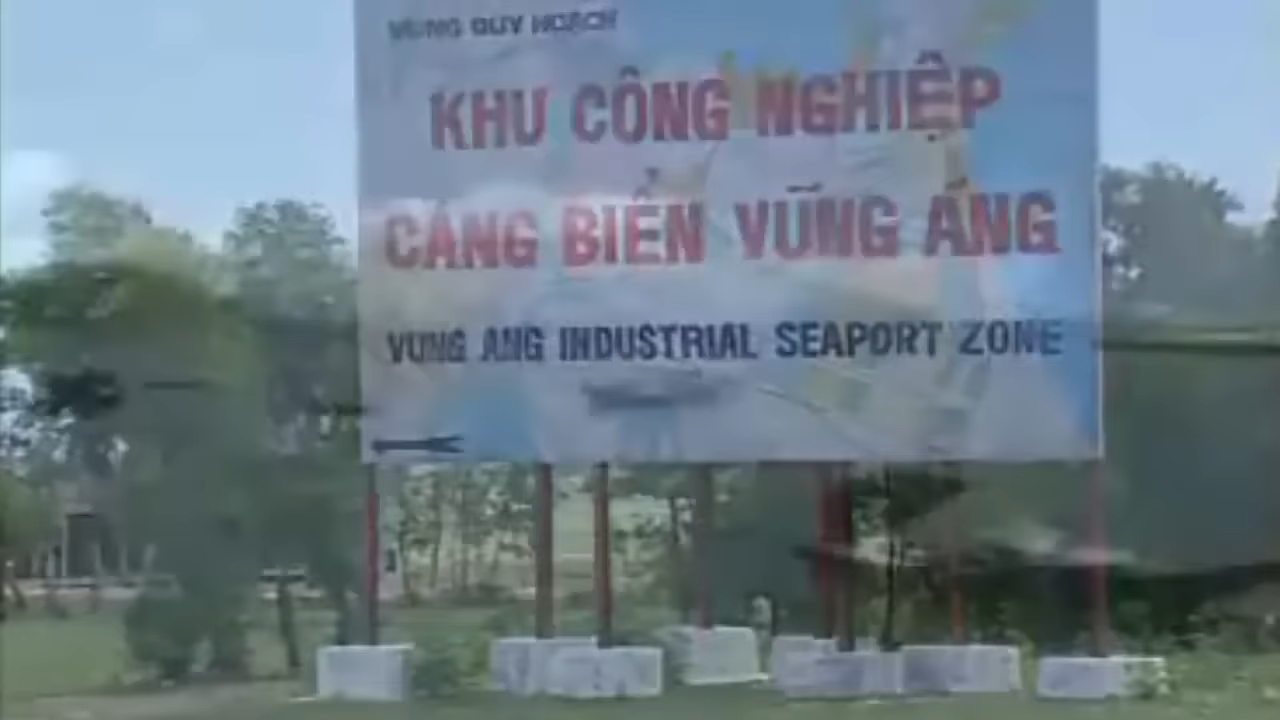 VÙNG QUY HOẠCH
KHU CÔNG NGHIỆP
CẢNG BIỂN VŨNG ÁNG
VUNG ANG INDUSTRIAL SEAPORT ZONE